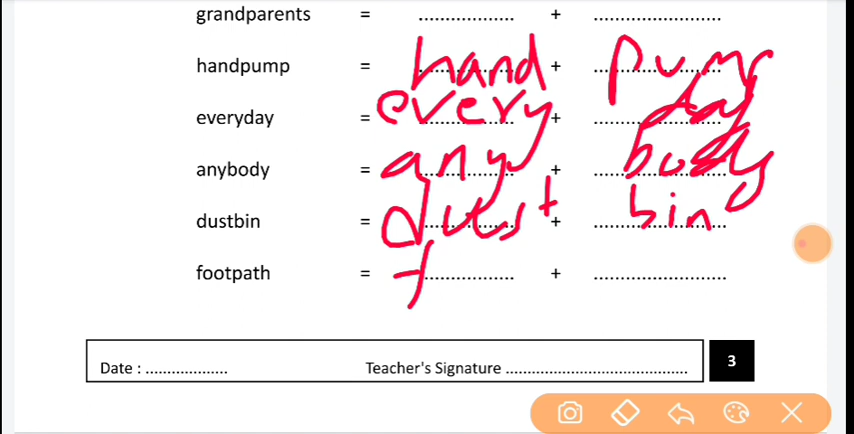 grandparents = .................. + ........................
handpump = hand + pump
everyday = every + day
anybody = any + body
dustbin = dust + bin
footpath = f.................. + .........................
Date : ................... Teacher's Signature .......................................... 3